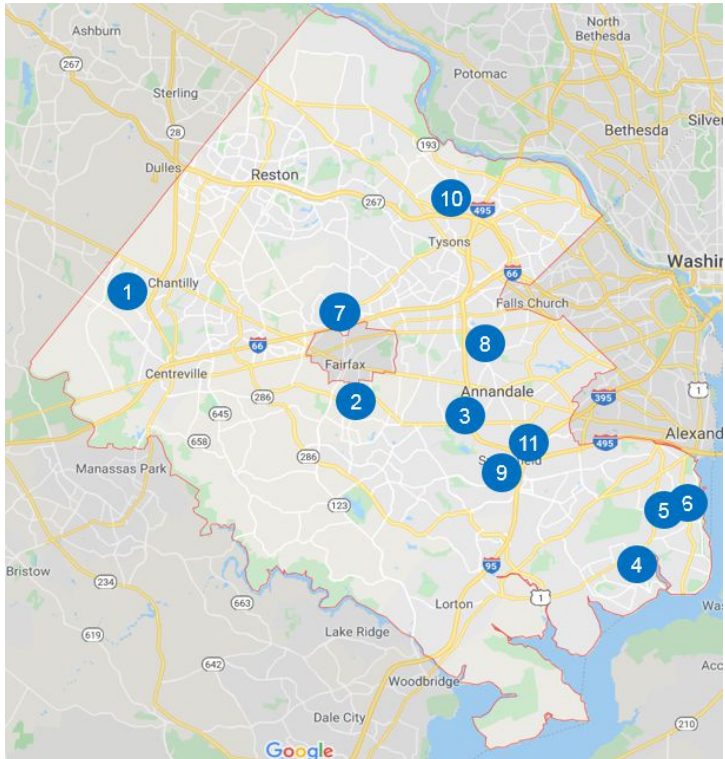 Ashburn
North
Bethesda
267
Potomac
Sterling
Bethesda
Silver
28
193
Dulles
Reston
267
10
495
Tysons
Washin
66
1
Chantilly
7
Falls Church
66
8
Fairfax
Centreville
286
2
Annandale
395
1
645
3
658
11
495
Alexand
Manassas Park
286
9
123
5
6
4
Bristow
95
234
663
Lorton
1
Was
619
Lake Ridge
642
Acc
Woodbridge
Dale City
210
Google